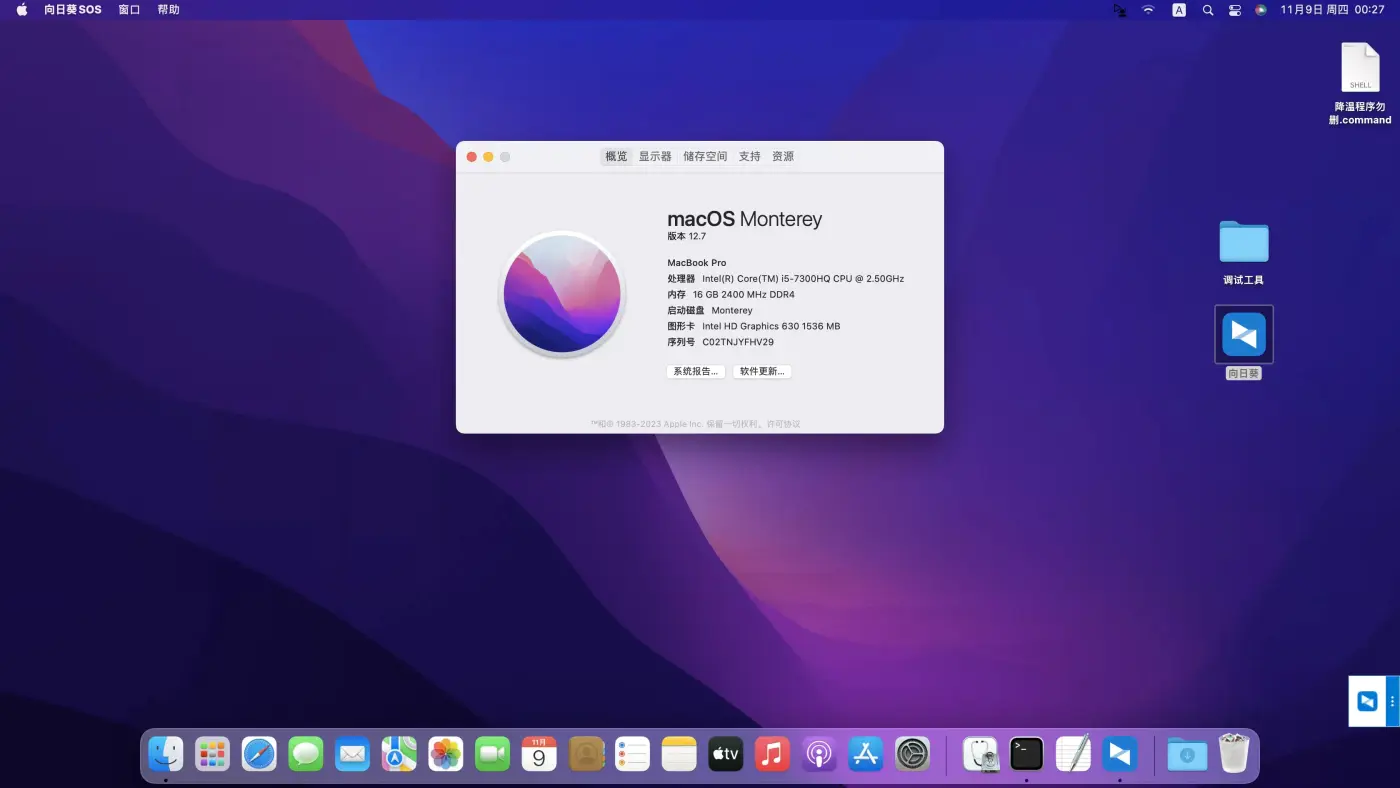 向日葵SOS 窗口 帮助
A
11月9日 周四 00:27
SHELL
降温程序勿
删.command
概览 显示器 储存空间 支持 资源
macOS Monterey
版本 12.7
MacBook Pro
处理器 Intel(R) Core(TM) i5-7300HQ CPU @ 2.50GHz
内存 16 GB 2400 MHz DDR4
启动磁盘 Monterey
图形卡 Intel HD Graphics 630 1536 MB
序列号 C02TNJYFHV29
系统报告... 软件更新...
™和© 1983-2023 Apple Inc. 保留一切权利。许可协议
调试工具
向日葵
11月
9
tv
>_